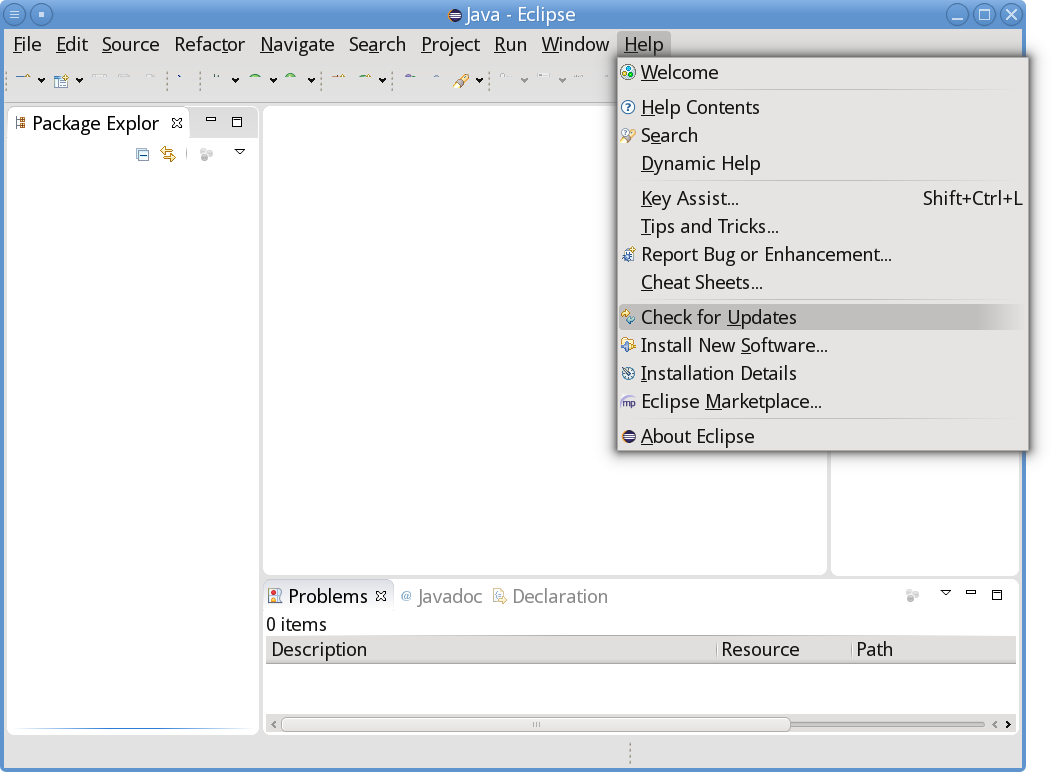 Java - Eclipse
File Edit Source Refactor Navigate Search Project Run Window Help
Welcome
Help Contents
Search
Dynamic Help
Key Assist... Shift+Ctrl+L
Tips and Tricks...
Report Bug or Enhancement...
Cheat Sheets...
Check for Updates
Install New Software...
Installation Details
mp Eclipse Marketplace...
About Eclipse
Package Explor
Problems @ Javadoc Declaration
0 items
Description Resource Path